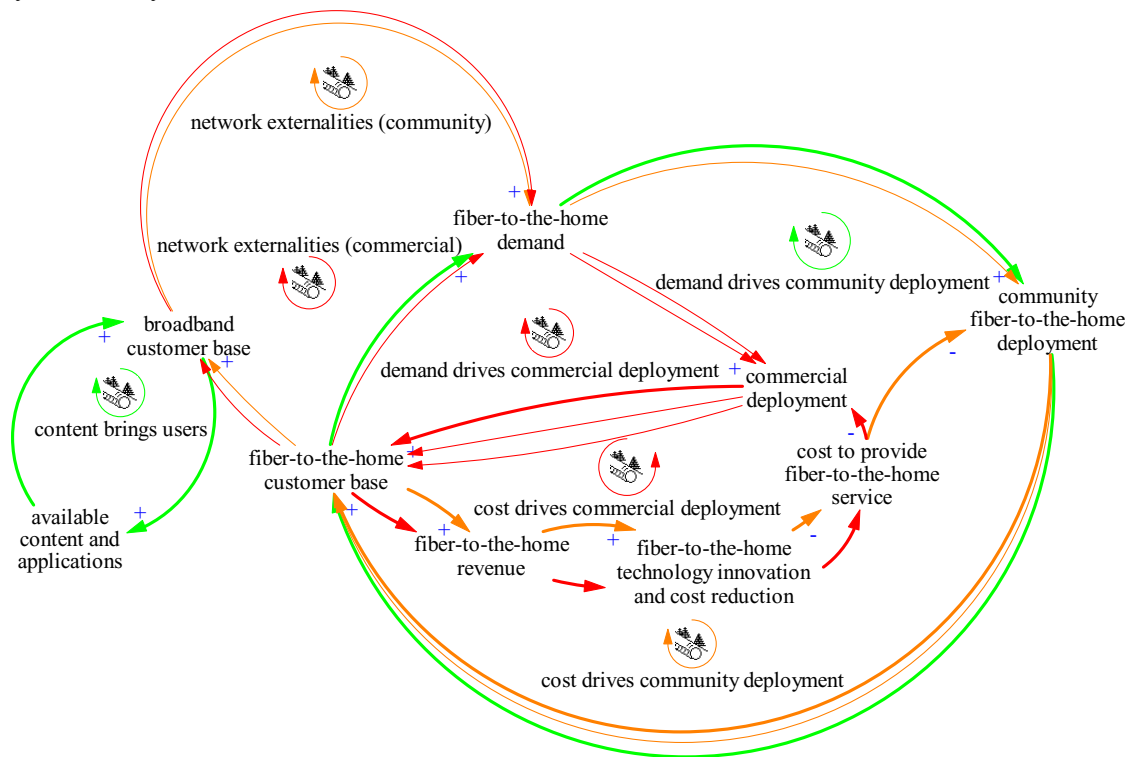 network externalities (community)
+
fiber-to-the-home
demand
network externalities (commercial)
+
demand drives community deployment
+
community
fiber-to-the-home
deployment
-
broadband
customer base
+
+
content brings users
demand drives commercial deployment
+
commercial
deployment
-
fiber-to-the-home
customer base
+
+
cost to provide
fiber-to-the-home
service
-
available
content and
applications
+
cost drives commercial deployment
+
fiber-to-the-home
revenue
+
fiber-to-the-home
technology innovation
and cost reduction
cost drives community deployment